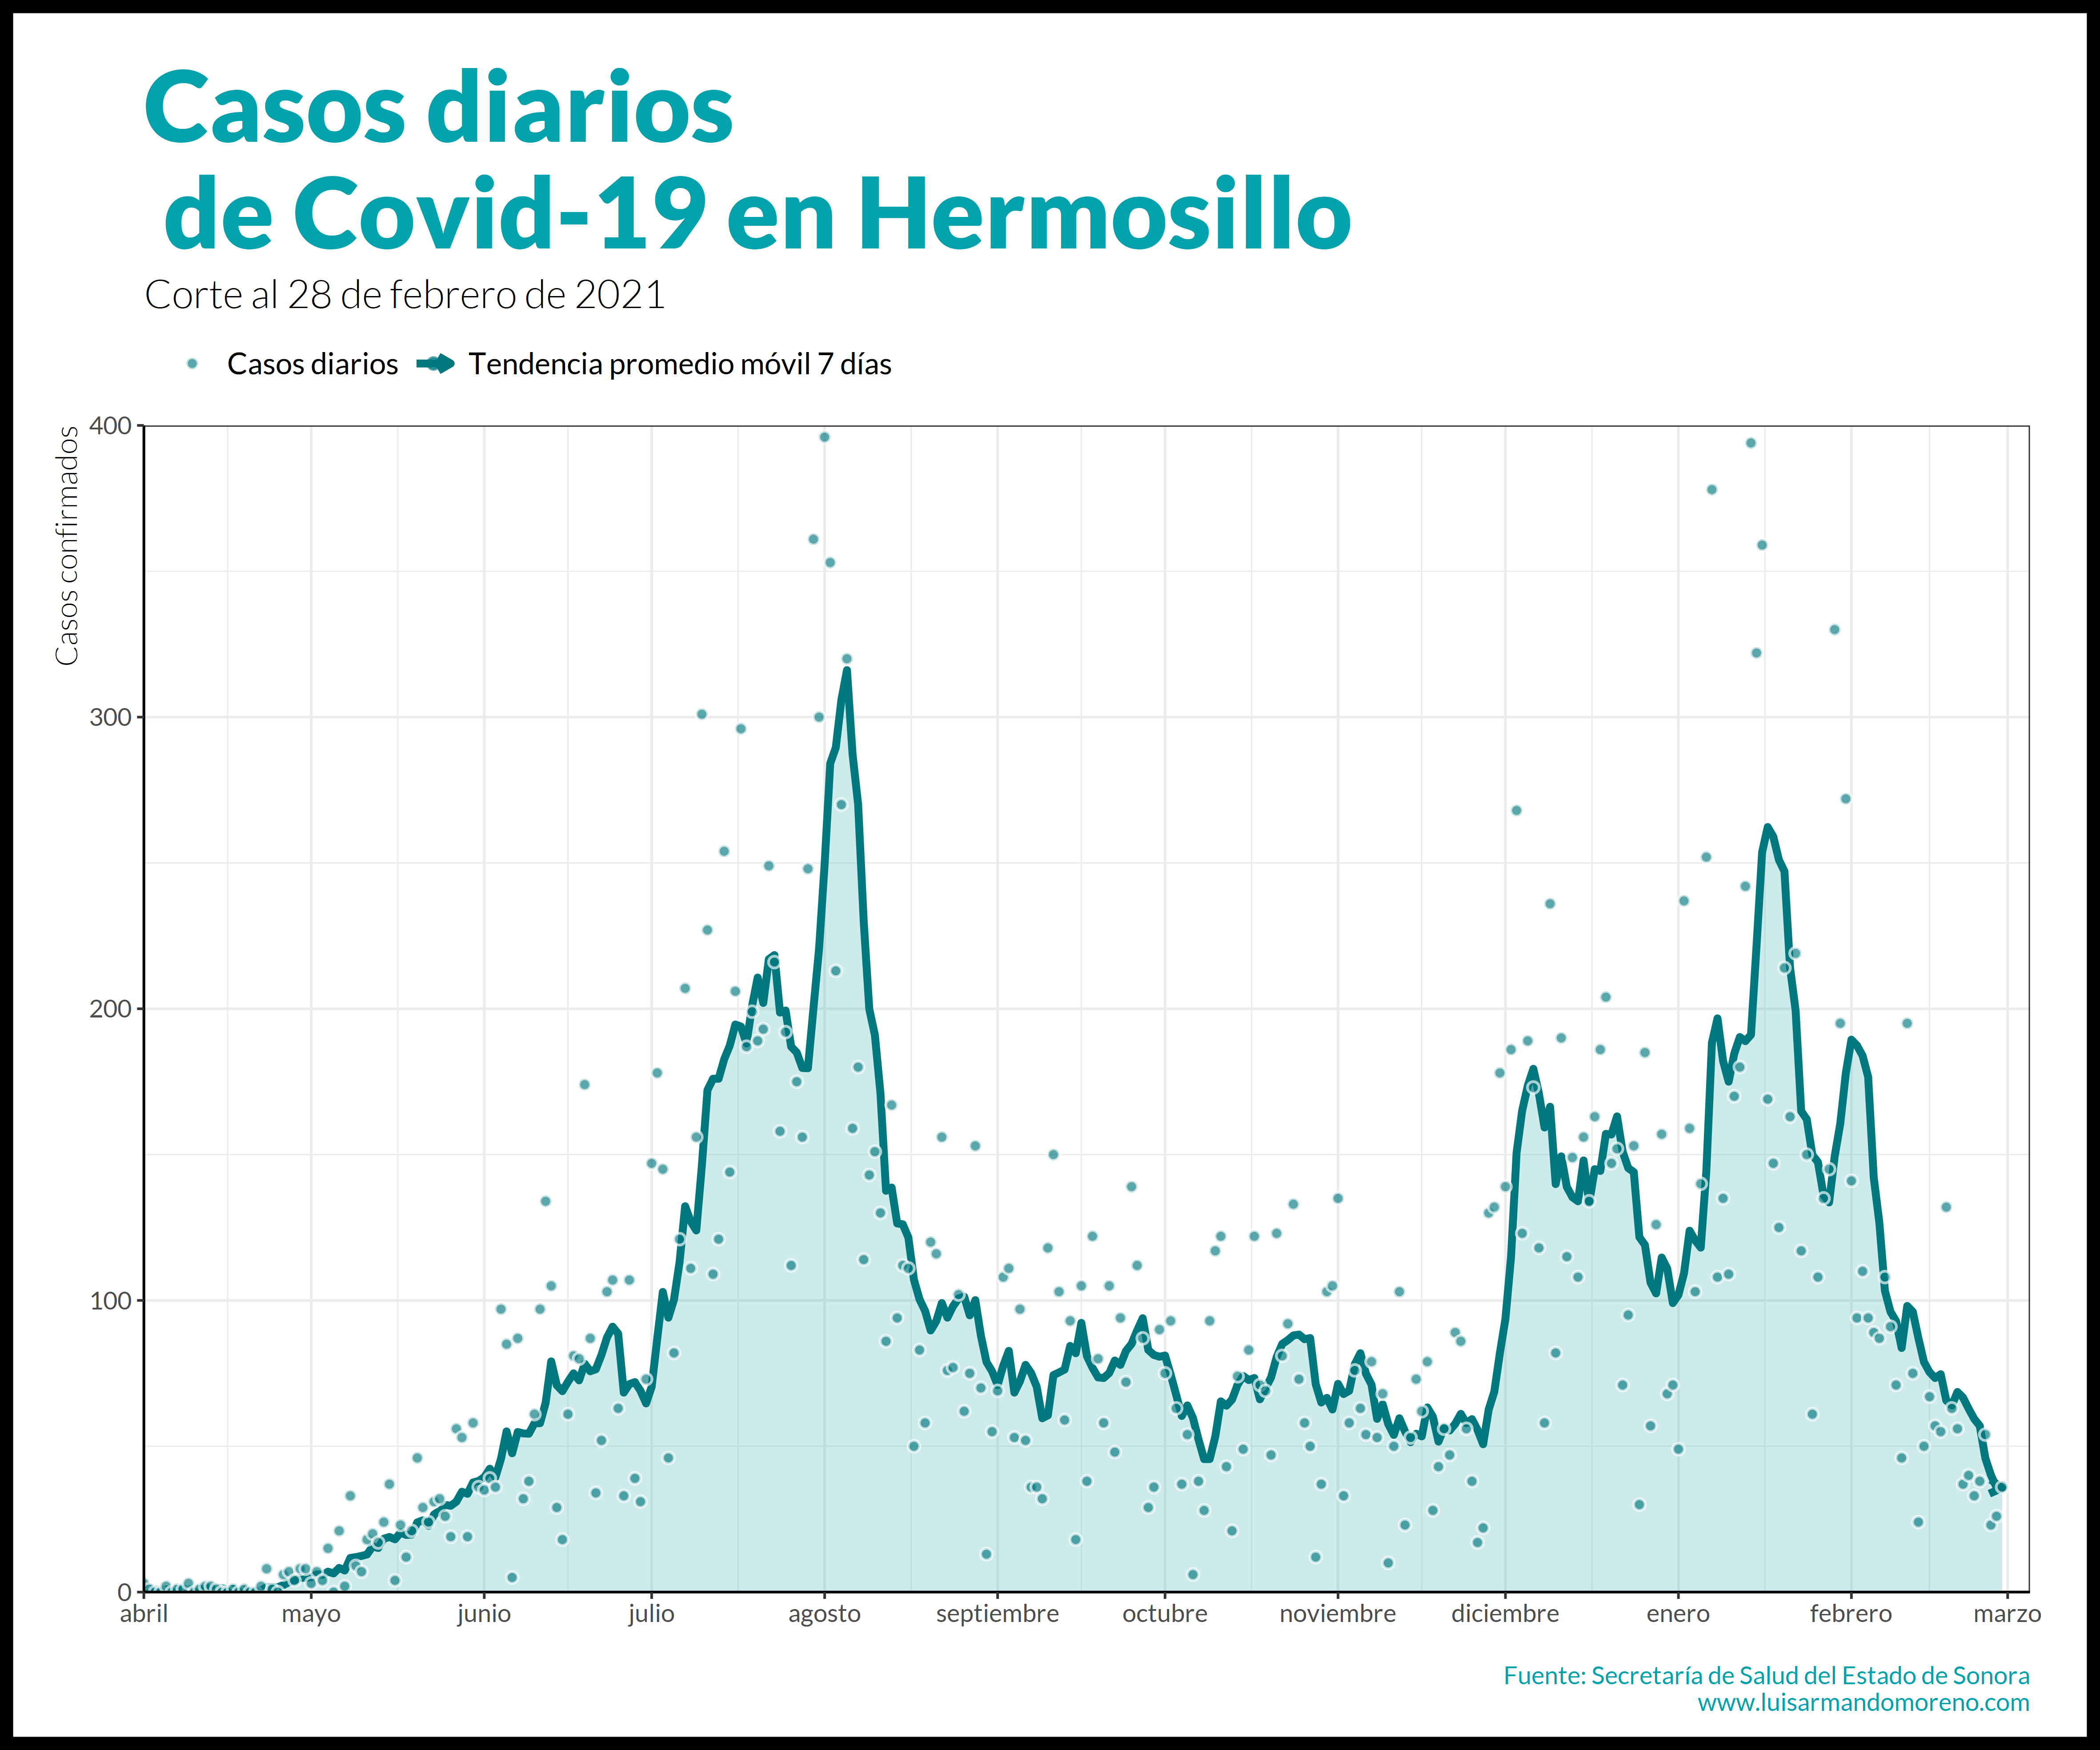 Casos diarios
de Covid-19 en Hermosillo
Corte al 28 de febrero de 2021
Casos diarios Tendencia promedio móvil 7 días
Casos confirmados
400
300
200
100
0
abril mayo junio julio agosto septiembre octubre noviembre diciembre enero febrero marzo
Fuente: Secretaría de Salud del Estado de Sonora
www.luisarmandomoreno.com